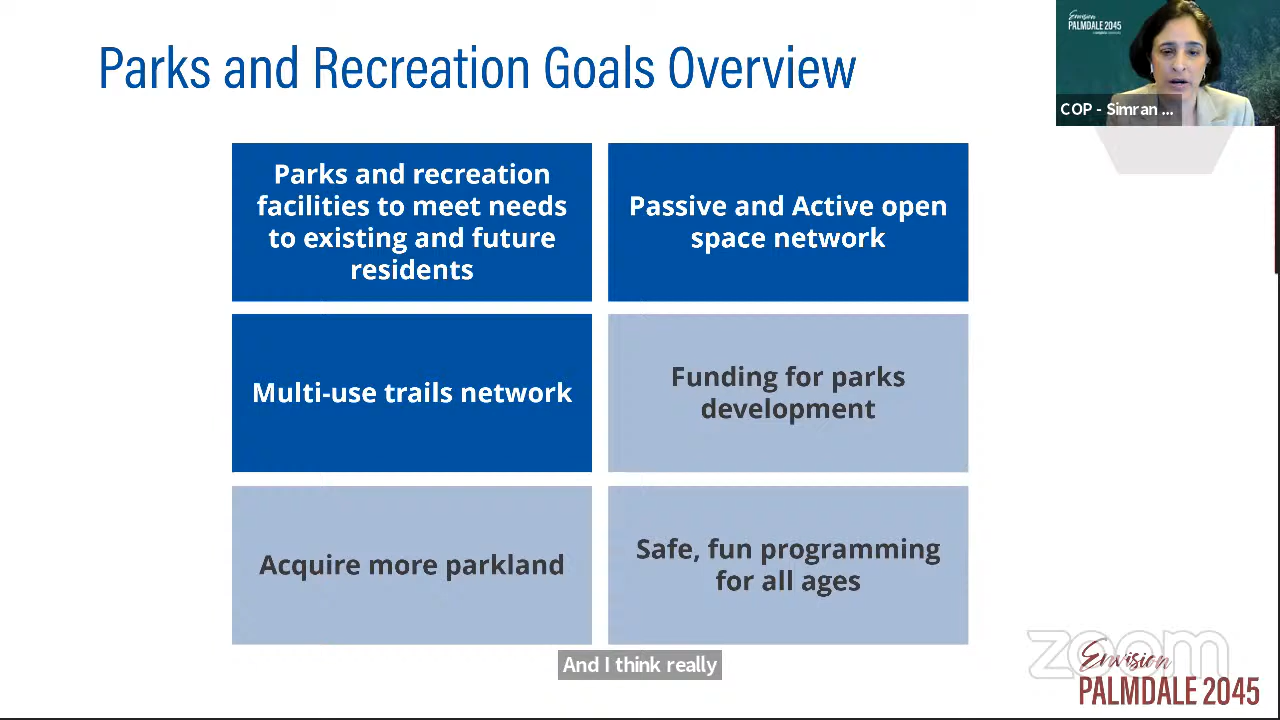 Parks and Recreation Goals Overview
Envision
PALMDALE 2045
COP - Simran ...
Parks and recreation
facilities to meet needs
to existing and future
residents
Passive and Active open
space network
Multi-use trails network
Funding for parks
development
Acquire more parkland
Safe, fun programming
for all ages
And I think really
zoom
Envision
PALMDALE 2045